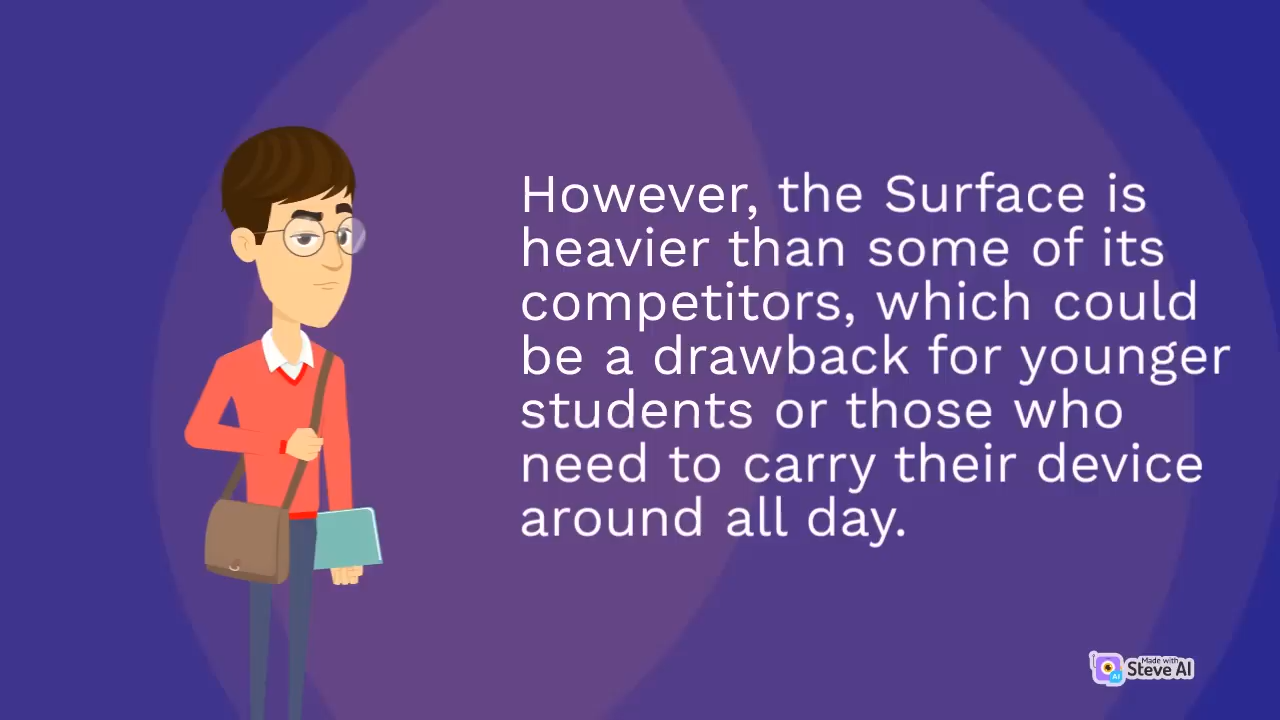 However, the Surface is
heavier than some of its
competitors, which could
be a drawback for younger
students or those who
need to carry their device
around all day.
Made with
Steve AI
AI